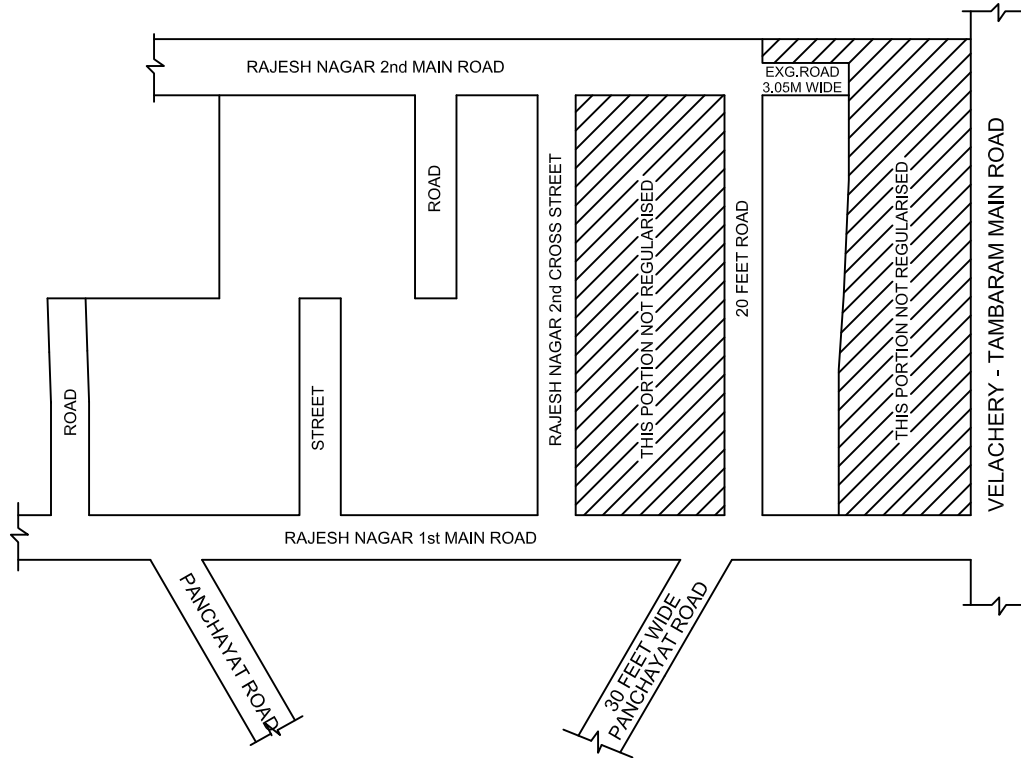 RAJESH NAGAR 2nd MAIN ROAD
EXG.ROAD
3.05M WIDE
ROAD
ROAD
STREET
RAJESH NAGAR 2nd CROSS STREET
THIS PORTION NOT REGULARISED
20 FEET ROAD
THIS PORTION NOT REGULARISED
VELACHERY - TAMBARAM MAIN ROAD
RAJESH NAGAR 1st MAIN ROAD
PANCHAYAT ROAD
30 FEET WIDE
PANCHAYAT ROAD